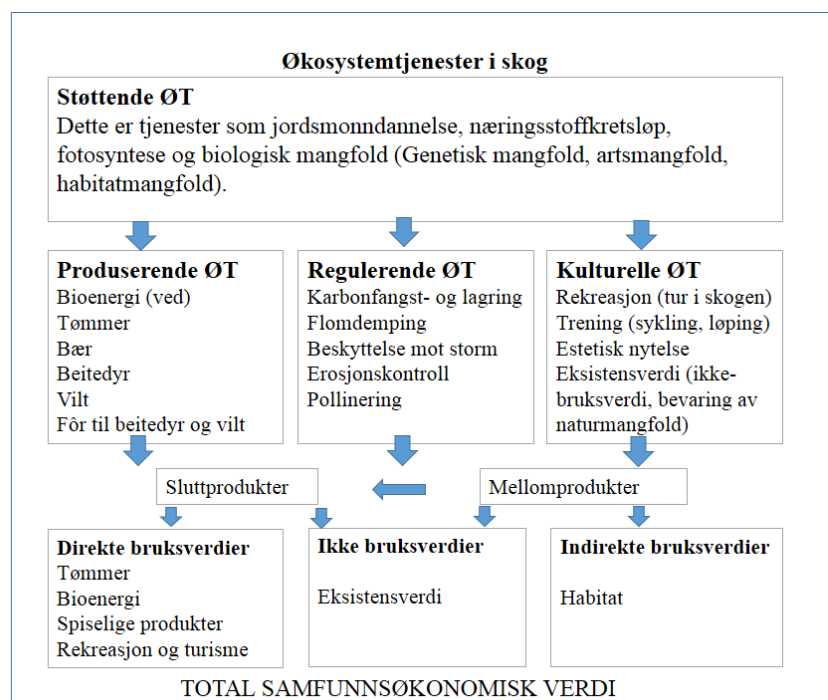 Økosystemtjenester i skog
Støttende ØT
Dette er tjenester som jordsmonndannelse, næringsstoffkretsløp,
fotosyntese og biologisk mangfold (Genetisk mangfold, artsmangfold,
habitatmangfold).
Produserende ØT
Bioenergi (ved)
Tømmer
Bær
Beitedyr
Vilt
Fôr til beitedyr og vilt
Regulerende ØT
Karbonfangst- og lagring
Flomdemping
Beskyttelse mot storm
Erosjonskontroll
Pollinering
Kulturelle ØT
Rekreasjon (tur i skogen)
Trening (sykling, løping)
Estetisk nytelse
Eksistensverdi (ikke-
bruksverdi, bevaring av
naturmangfold)
Sluttprodukter
Mellomprodukter
Direkte bruksverdier
Tømmer
Bioenergi
Spiselige produkter
Rekreasjon og turisme
Ikke bruksverdier
Eksistensverdi
Indirekte bruksverdier
Habitat
TOTAL SAMFUNNSØKONOMISK VERDI